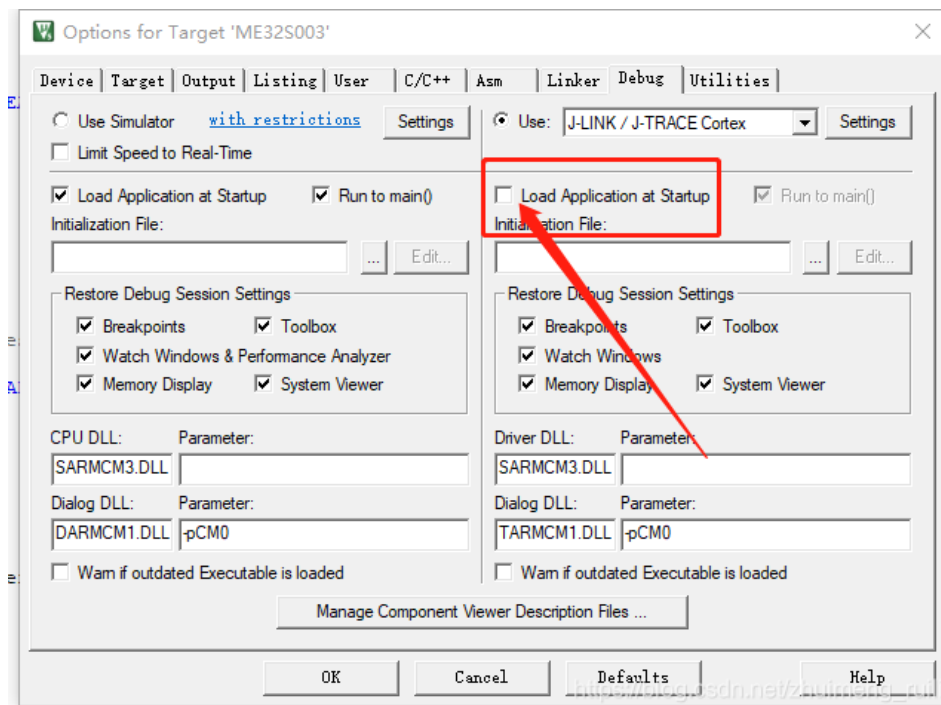 Options for Target 'ME32S003'
Device Target Output Listing User C/C++ Asm Linker Debug Utilities
Use Simulator with restrictions Settings
Use: J-LINK / J-TRACE Cortex Settings
Limit Speed to Real-Time
Load Application at Startup Run to main()
Load Application at Startup Run to main()
Initialization File:
Initialization File:
... Edit...
... Edit...
Restore Debug Session Settings
Breakpoints Toolbox
Watch Windows & Performance Analyzer
Memory Display System Viewer
Restore Debug Session Settings
Breakpoints Toolbox
Watch Windows
Memory Display System Viewer
CPU DLL: Parameter:
SARMCM3.DLL
Dialog DLL: Parameter:
DARMCM1.DLL -pCM0
Warn if outdated Executable is loaded
Driver DLL: Parameter:
SARMCM3.DLL
Dialog DLL: Parameter:
TARMCM1.DLL -pCM0
Warn if outdated Executable is loaded
Manage Component Viewer Description Files ...
OK Cancel Defaults Help